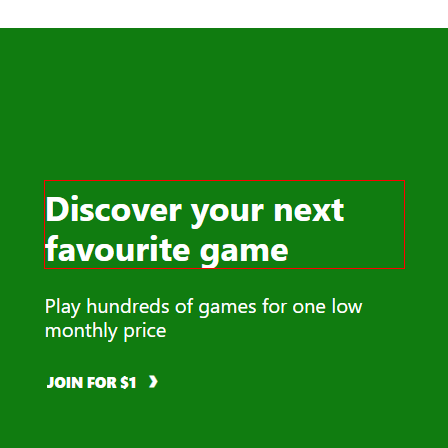 Discover your next
favourite game
Play hundreds of games for one low
monthly price
JOIN FOR $1 ❯